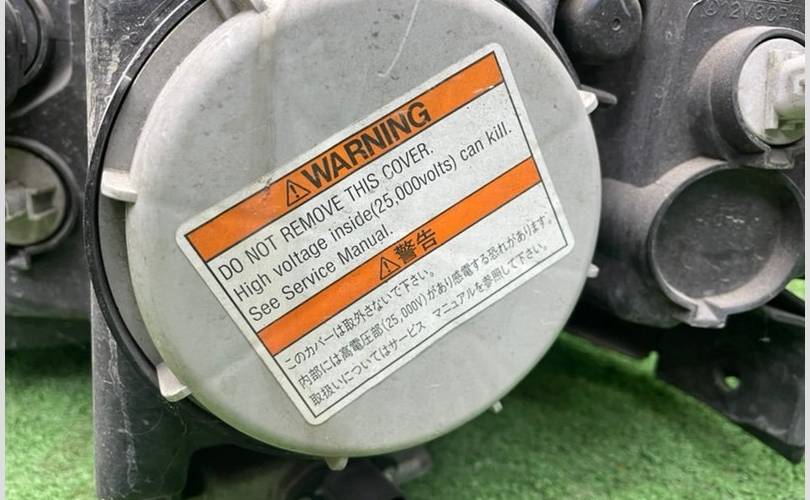 ⚠WARNING
DO NOT REMOVE THIS COVER.
High voltage inside(25,000volts) can kill.
See Service Manual.
⚠警告
このカバーは取外さないで下さい。
内部には高電圧部(25,000V)があり感電する恐れがあります。
取扱いについてはサービス マニュアルを参照して下さい。